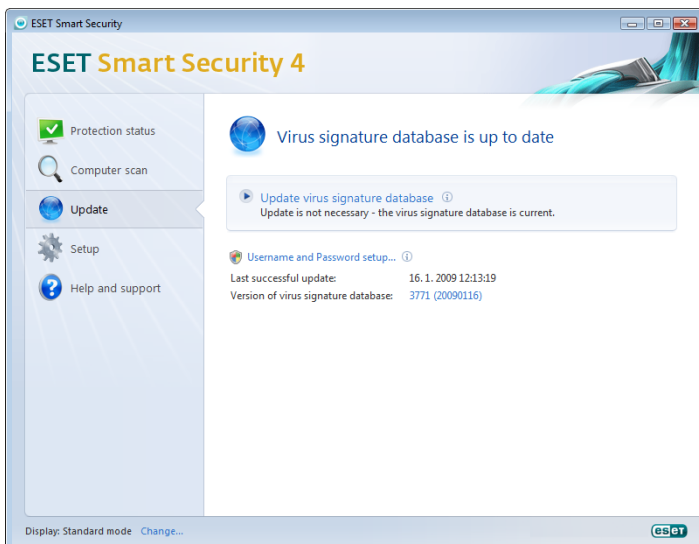 ESET Smart Security
ESET Smart Security 4
Protection status
Computer scan
Update
Setup
Help and support
Virus signature database is up to date
Update virus signature database
Update is not necessary - the virus signature database is current.
Username and Password setup...
Last successful update: 16. 1. 2009 12:13:19
Version of virus signature database: 3771 (20090116)
Display: Standard mode Change...
eseT